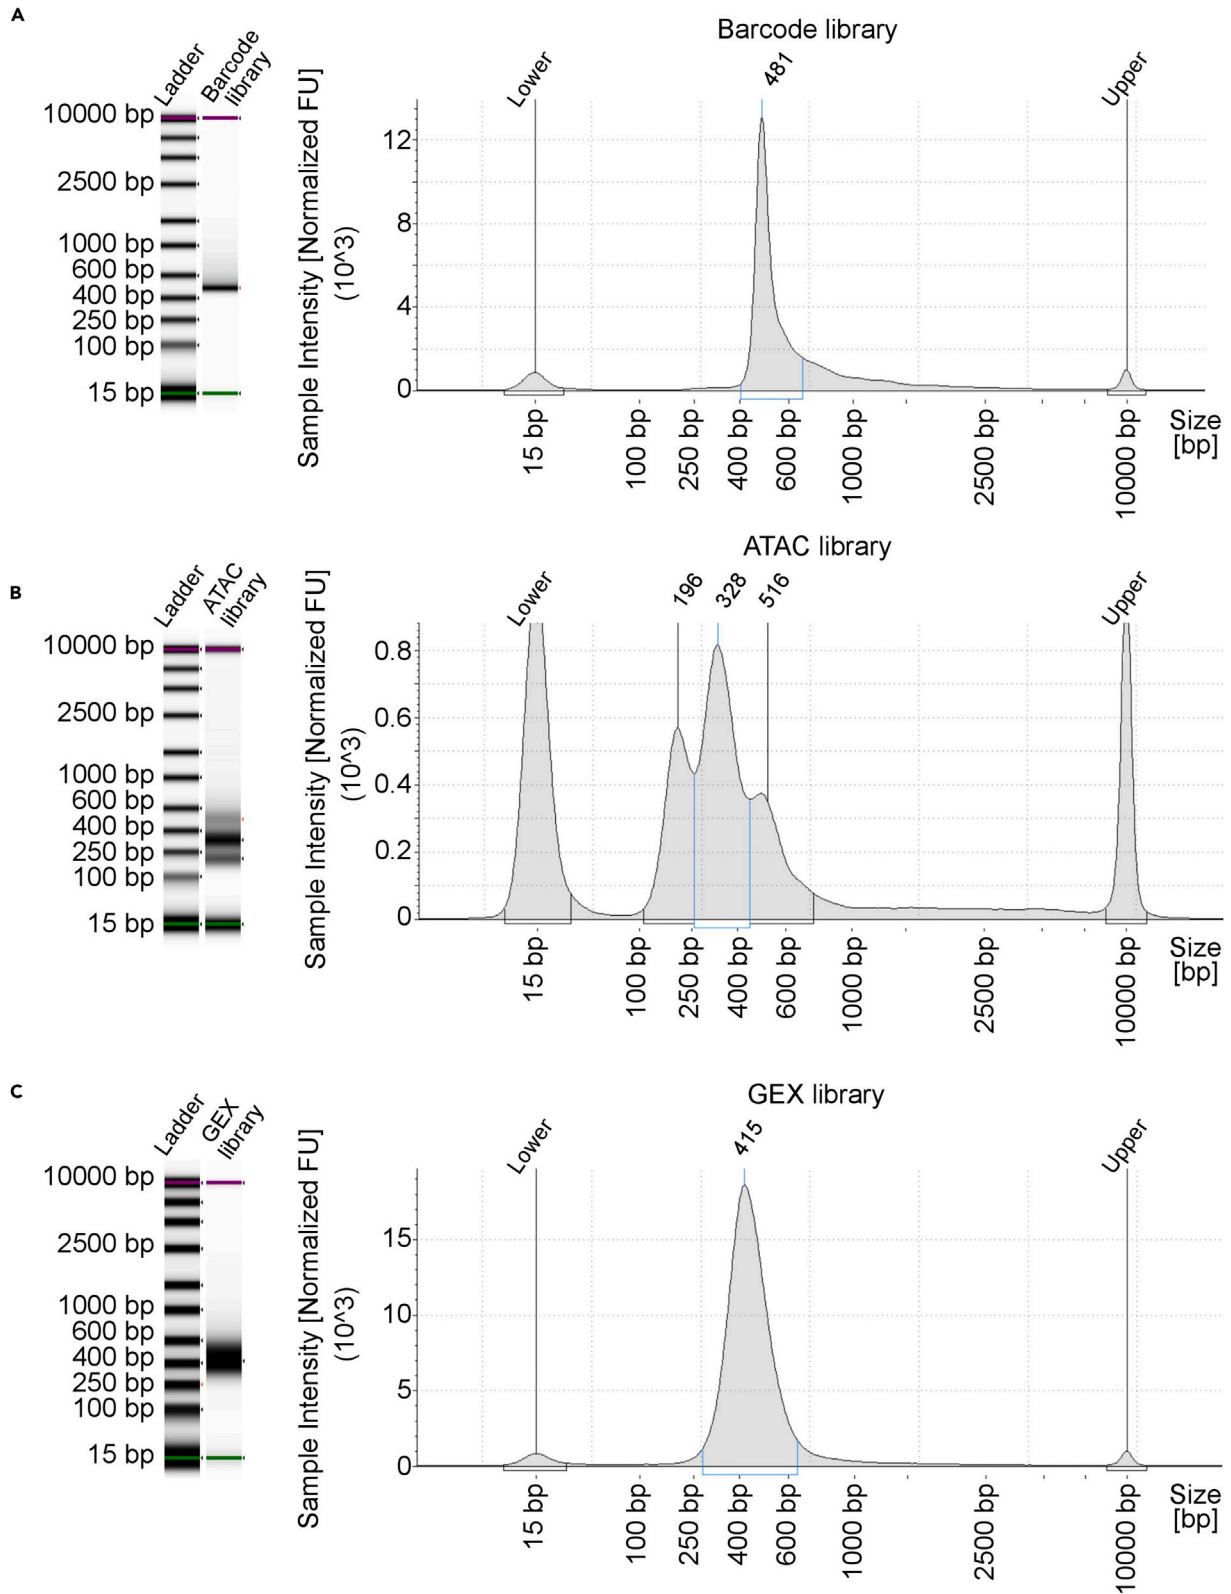 A
Barcode library
Ladder
Barcode
library
10000 bp
2500 bp
1000 bp
600 bp
400 bp
250 bp
100 bp
15 bp
Sample Intensity [Normalized FU]
(10^3)
Lower
481
Upper
12
8
4
0
15 bp
100 bp
250 bp
400 bp
600 bp
1000 bp
2500 bp
10000 bp
Size
[bp]
B
ATAC library
Ladder
ATAC
library
10000 bp
2500 bp
1000 bp
600 bp
400 bp
250 bp
100 bp
15 bp
Sample Intensity [Normalized FU]
(10^3)
Lower
196
328
516
Upper
0.8
0.6
0.4
0.2
0
15 bp
100 bp
250 bp
400 bp
600 bp
1000 bp
2500 bp
10000 bp
Size
[bp]
C
GEX library
Ladder
GEX
library
10000 bp
2500 bp
1000 bp
600 bp
400 bp
250 bp
100 bp
15 bp
Sample Intensity [Normalized FU]
(10^3)
Lower
415
Upper
15
10
5
0
15 bp
100 bp
250 bp
400 bp
600 bp
1000 bp
2500 bp
10000 bp
Size
[bp]